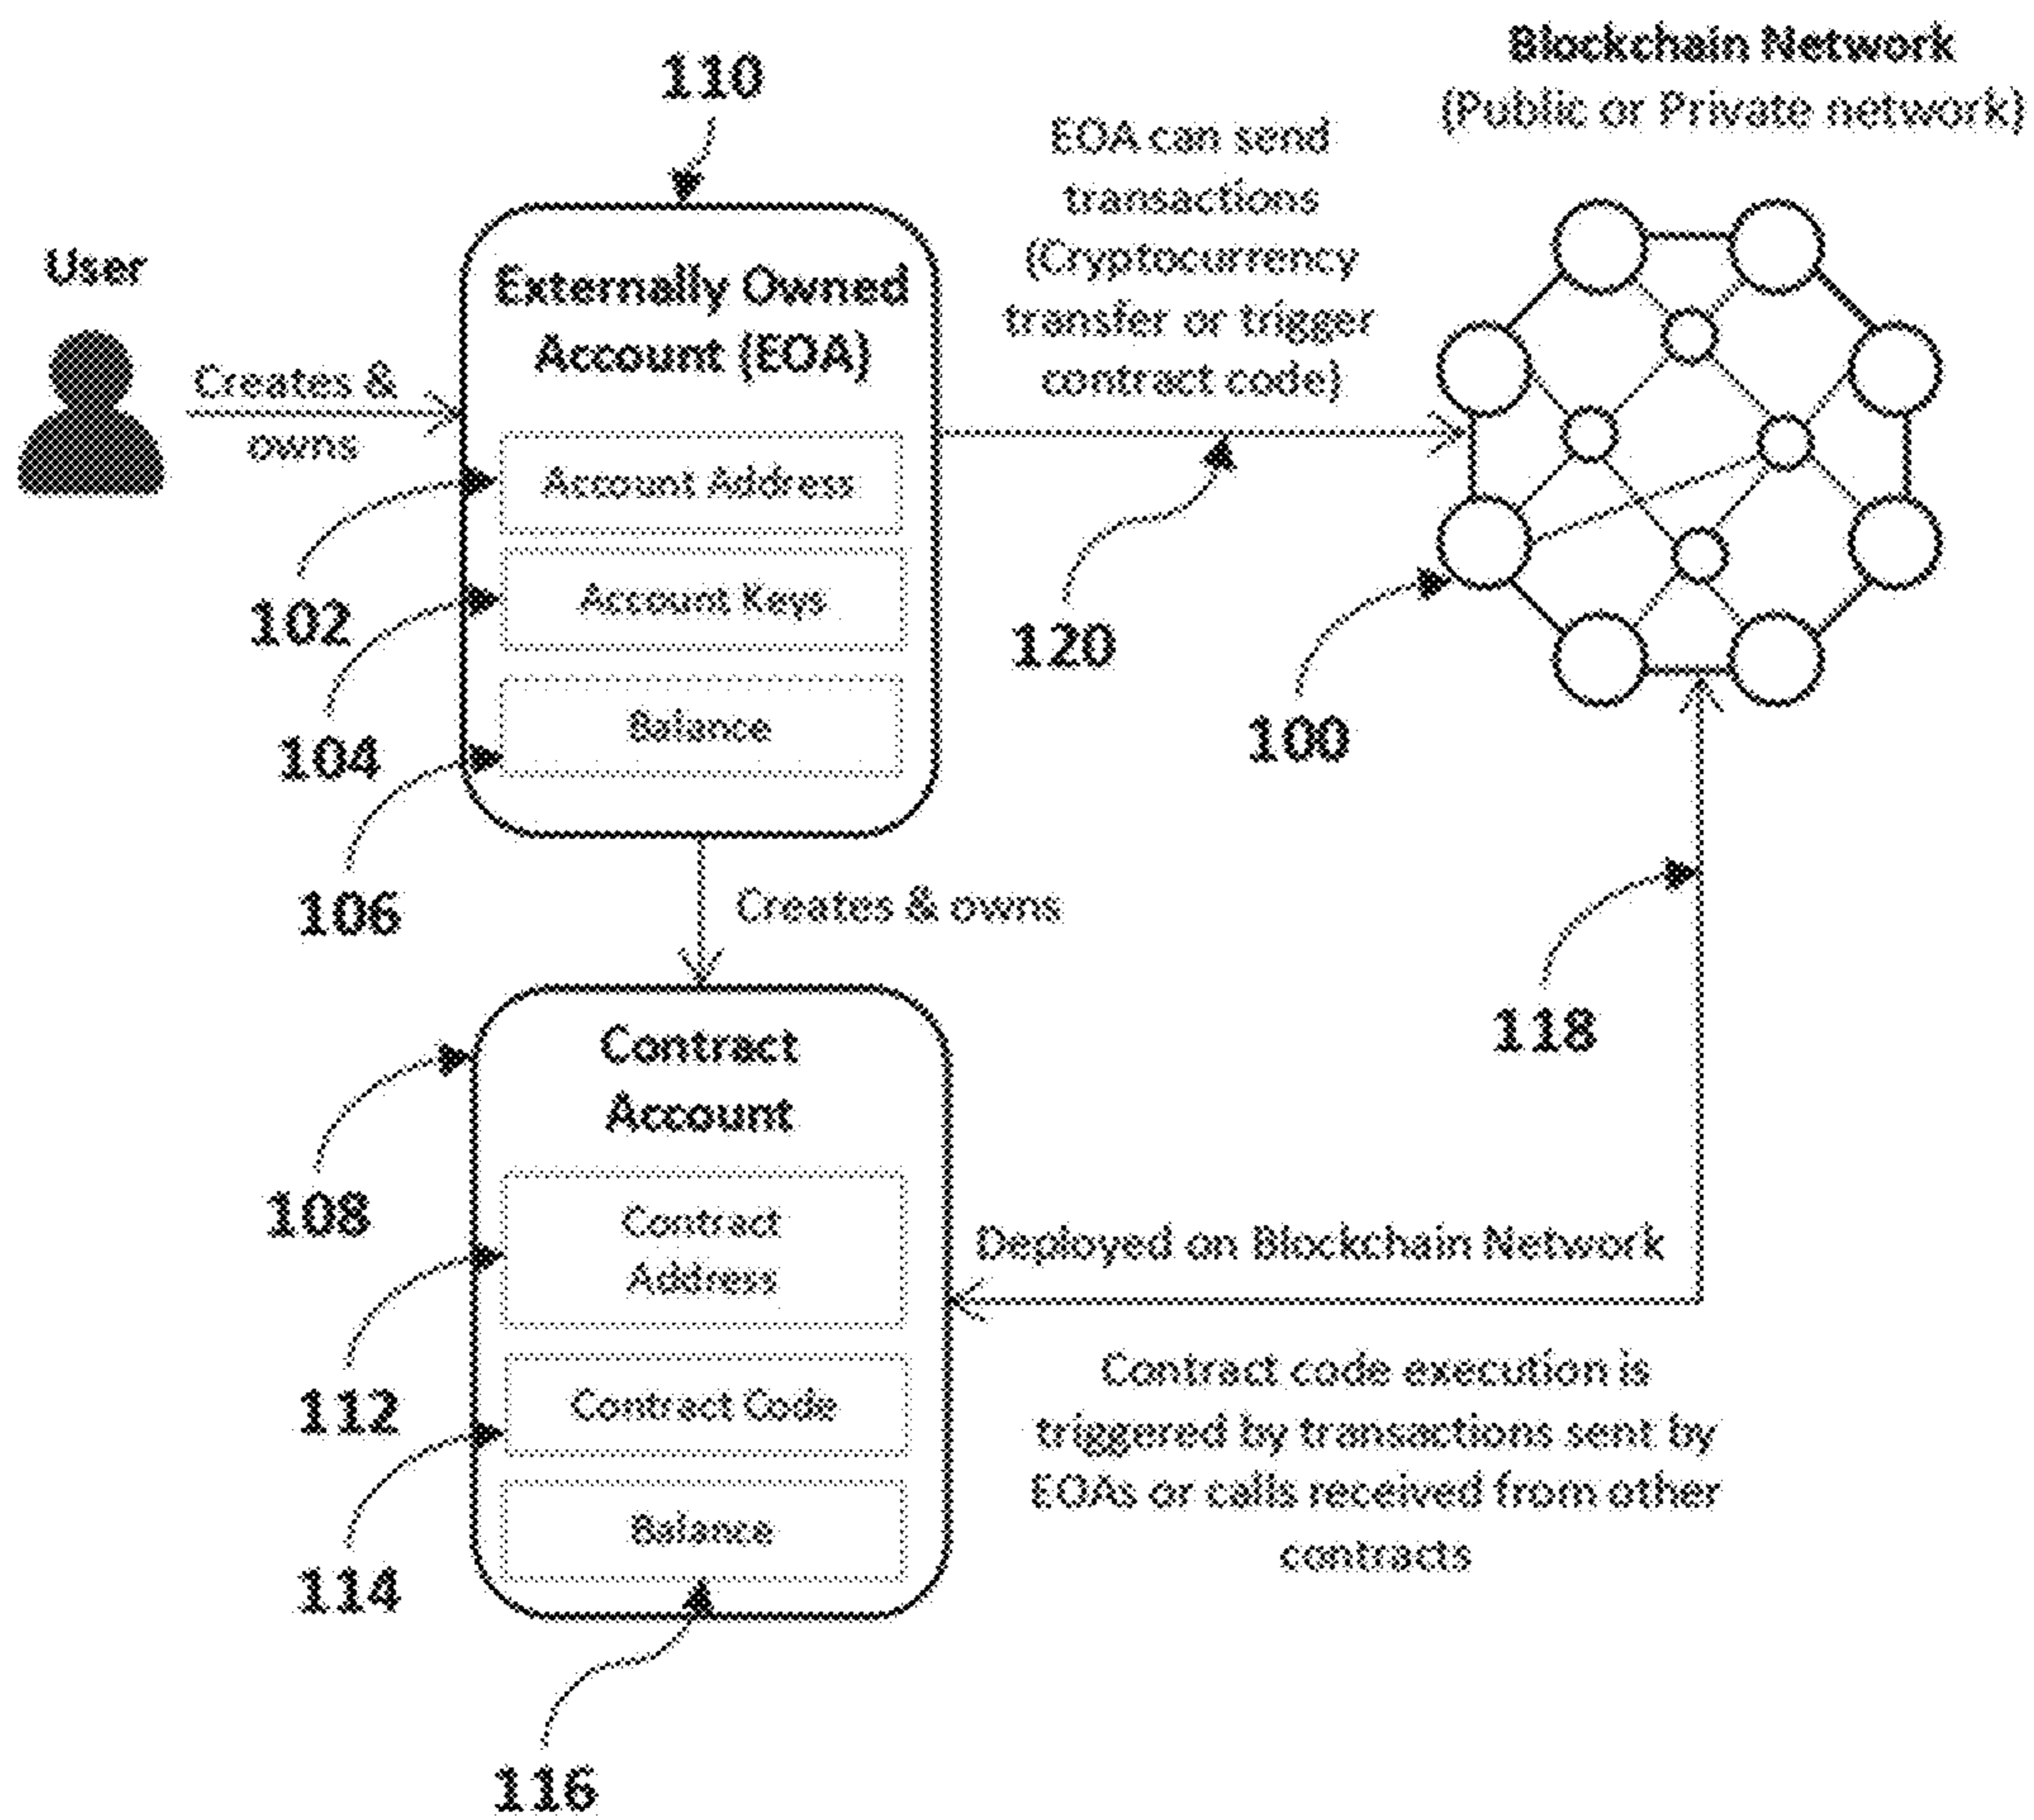 Blockchain Network
(Public or Private network)
110
EOA can send
transactions
(Cryptocurrency
transfer or trigger
contract code)
User
Externally Owned
Account (EOA)
Creates &
owns
Account Address
102
Account Keys
120
104
Balance
100
106
Creates & owns
118
Contract
Account
108
Contract
Address
Deployed on Blockchain Network
112
Contract Code
Contract code execution is
triggered by transactions sent by
EOAs or calls received from other
contracts
114
Balance
116